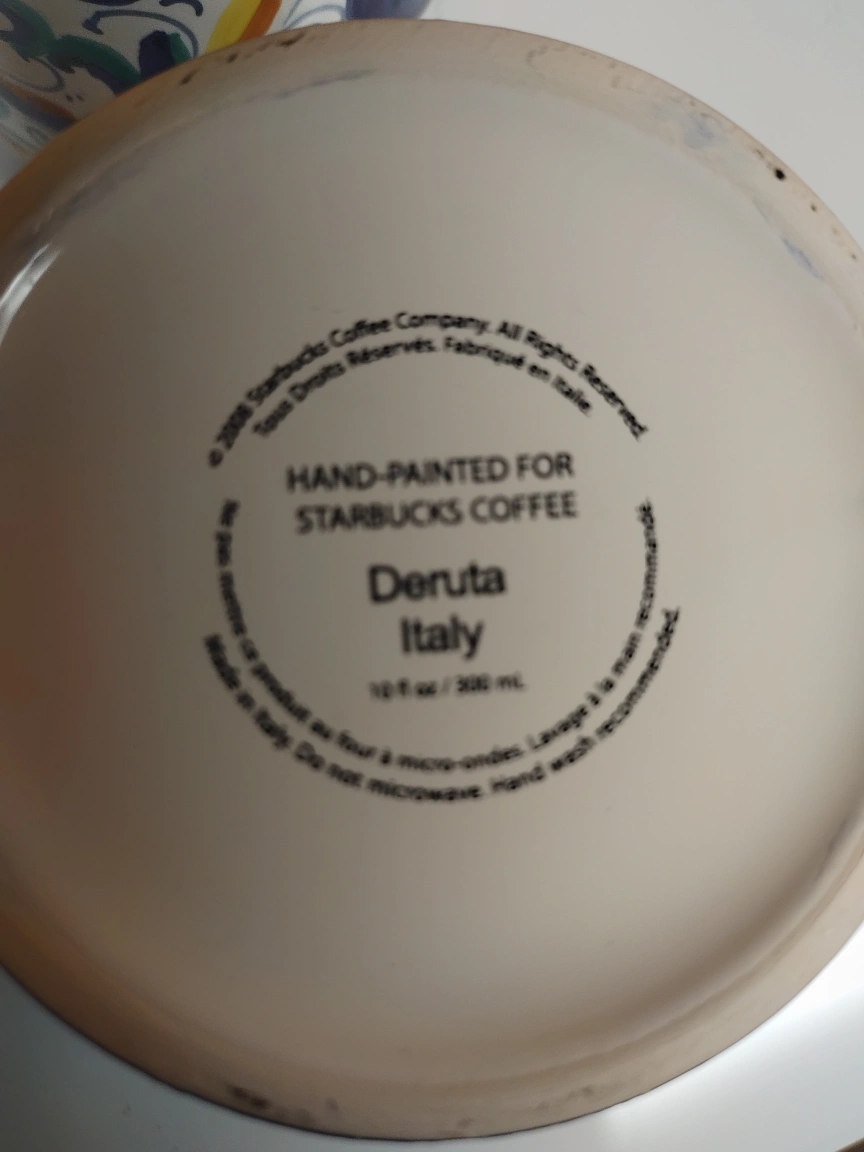 © 2008 Starbucks Coffee Company. All Rights Reserved.
Tous Droits Réservés. Fabriqué en Italie.
HAND-PAINTED FOR
STARBUCKS COFFEE
Deruta
Italy
10 fl oz / 300 mL
Ne pas mettre ce produit au four à micro-ondes. Lavage à la main recommandé.
Made in Italy. Do not microwave. Hand wash recommended.